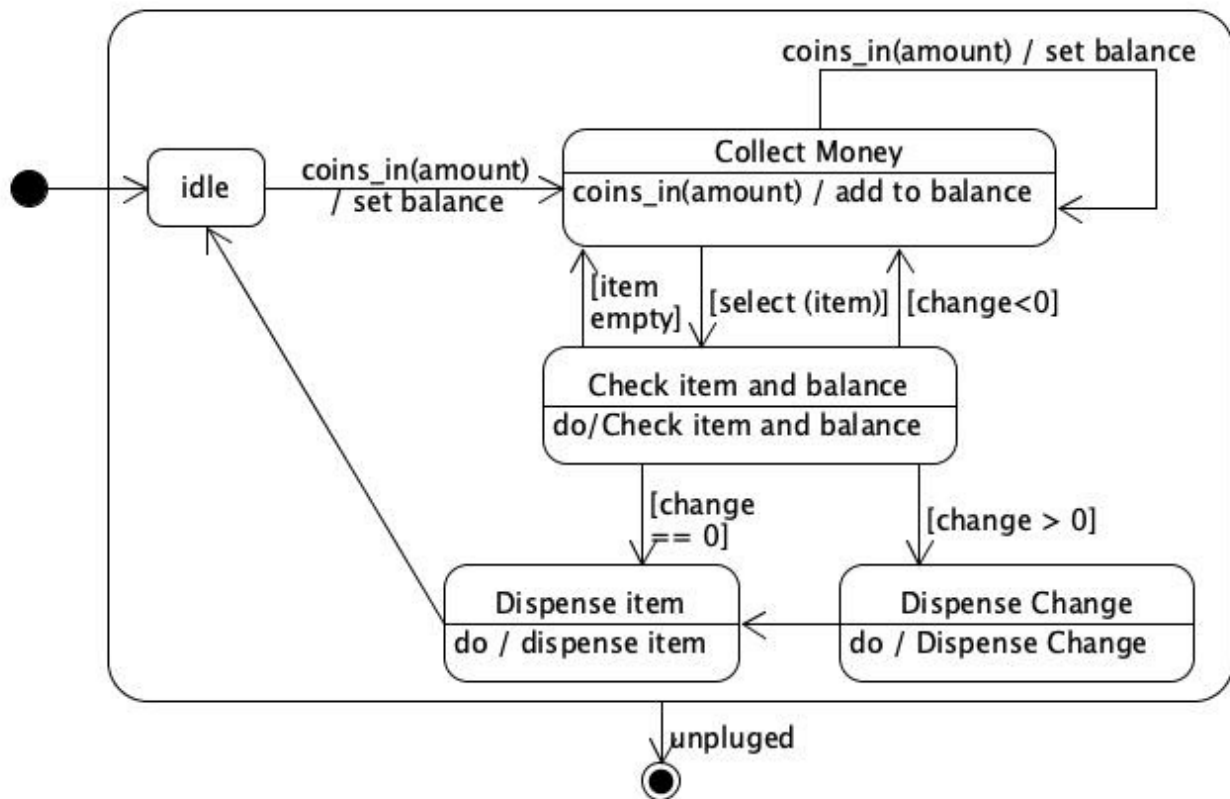 coins_in(amount) / set balance
idle
coins_in(amount)
/ set balance
Collect Money
coins_in(amount) / add to balance
[item
empty]
[select (item)]
[change<0]
Check item and balance
do/Check item and balance
[change
== 0]
[change > 0]
Dispense item
do / dispense item
Dispense Change
do / Dispense Change
unpluged